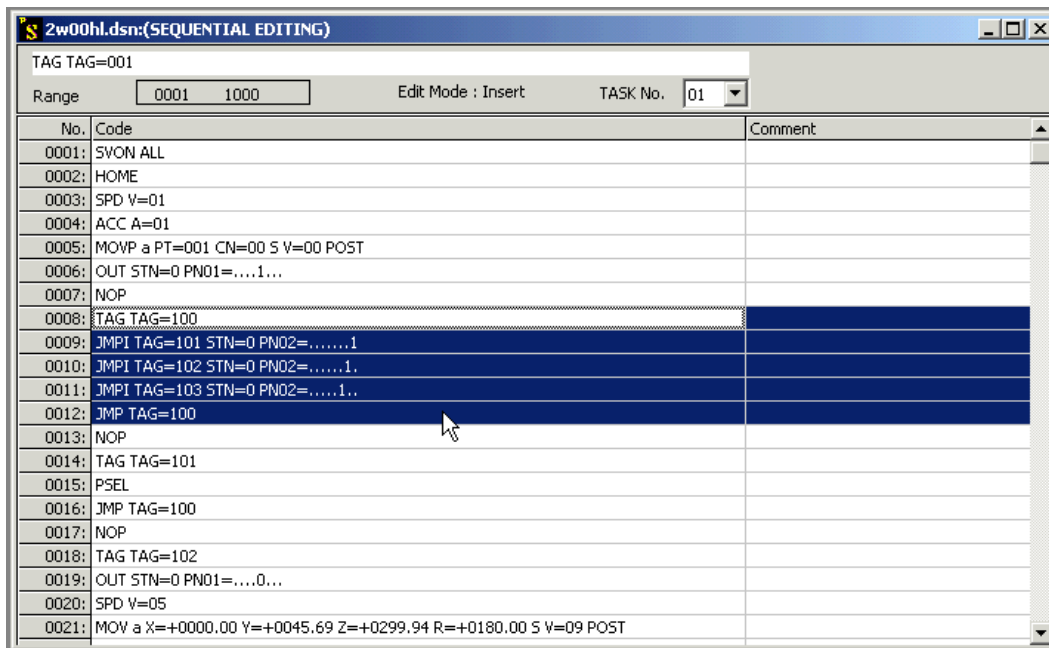 2w00hl.dsn:(SEQUENTIAL EDITING)
TAG TAG=001
Range 0001 1000 Edit Mode : Insert TASK No. 01
No. Code Comment
0001: SVON ALL
0002: HOME
0003: SPD V=01
0004: ACC A=01
0005: MOVP a PT=001 CN=00 S V=00 POST
0006: OUT STN=0 PN01=....1...
0007: NOP
0008: TAG TAG=100
0009: JMPI TAG=101 STN=0 PN02=.......1
0010: JMPI TAG=102 STN=0 PN02=......1.
0011: JMPI TAG=103 STN=0 PN02=.....1..
0012: JMP TAG=100
0013: NOP
0014: TAG TAG=101
0015: PSEL
0016: JMP TAG=100
0017: NOP
0018: TAG TAG=102
0019: OUT STN=0 PN01=....0...
0020: SPD V=05
0021: MOV a X=+0000.00 Y=+0045.69 Z=+0299.94 R=+0180.00 S V=09 POST